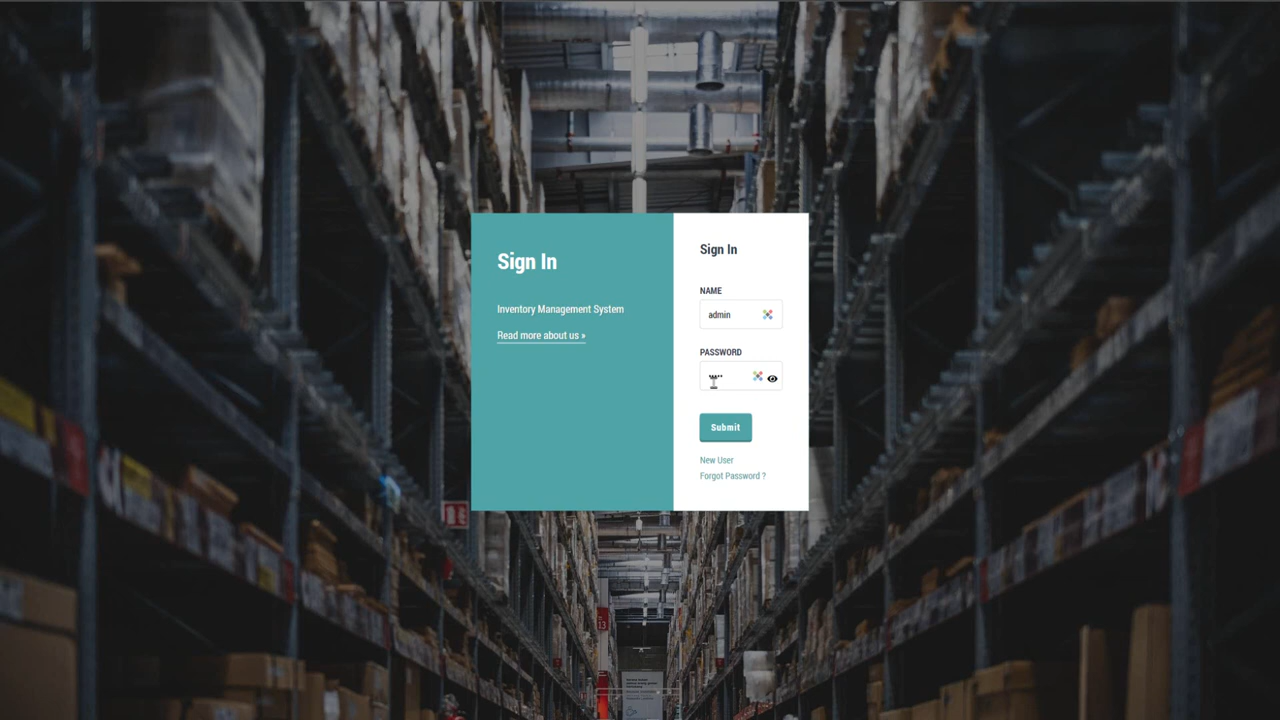 Sign In
Inventory Management System
Read more about us »
Sign In
NAME
admin
PASSWORD
Submit
New User
Forgot Password ?
13